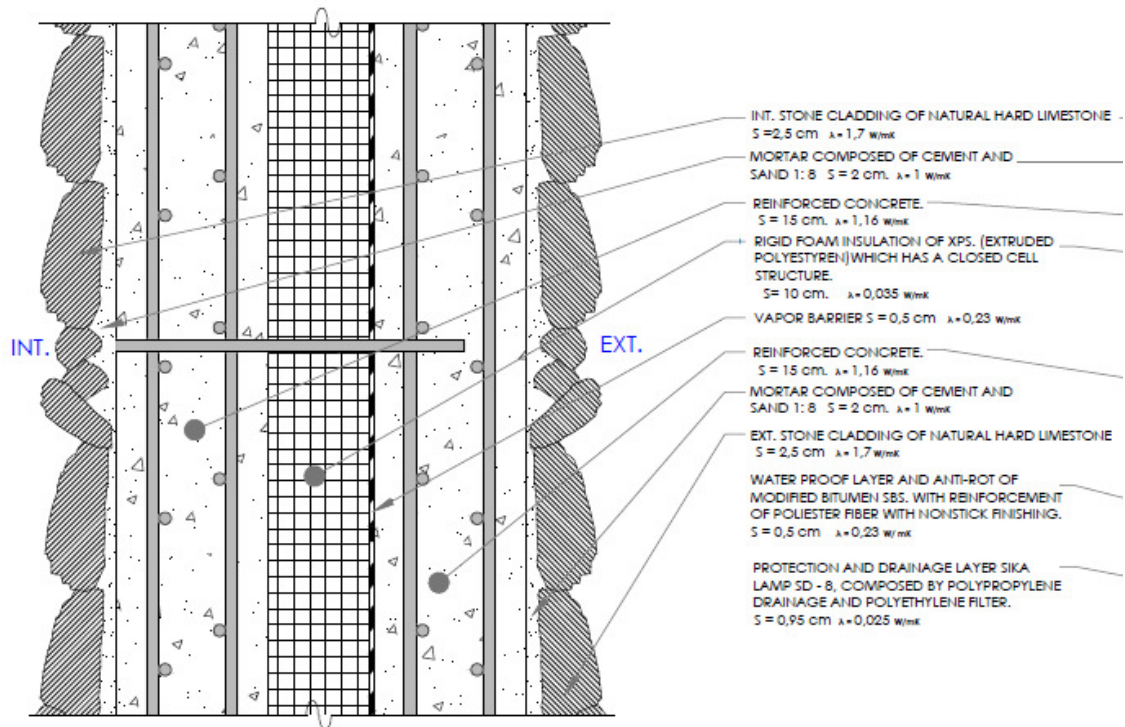 INT. STONE CLADDING OF NATURAL HARD LIMESTONE
S =2,5 cm λ= 1,7 W/mK
MORTAR COMPOSED OF CEMENT AND
SAND 1: 8 S = 2 cm. λ= 1 W/mK
REINFORCED CONCRETE.
S = 15 cm. λ= 1,16 W/mK
RIGID FOAM INSULATION OF XPS. (EXTRUDED
POLYESTYREN)WHICH HAS A CLOSED CELL
STRUCTURE.
S= 10 cm. λ=0,035 W/mK
VAPOR BARRIER S = 0,5 cm λ=0,23 W/mK
INT.
EXT.
REINFORCED CONCRETE.
S = 15 cm. λ= 1,16 W/mK
MORTAR COMPOSED OF CEMENT AND
SAND 1: 8 S = 2 cm. λ= 1 W/mK
EXT. STONE CLADDING OF NATURAL HARD LIMESTONE
S = 2,5 cm λ= 1,7 W/mK
WATER PROOF LAYER AND ANTI-ROT OF
MODIFIED BITUMEN SBS. WITH REINFORCEMENT
OF POLIESTER FIBER WITH NONSTICK FINISHING.
S = 0,5 cm λ=0,23 W/mK
PROTECTION AND DRAINAGE LAYER SIKA
LAMP SD - 8, COMPOSED BY POLYPROPYLENE
DRAINAGE AND POLYETHYLENE FILTER.
S = 0,95 cm λ=0,025 W/mK